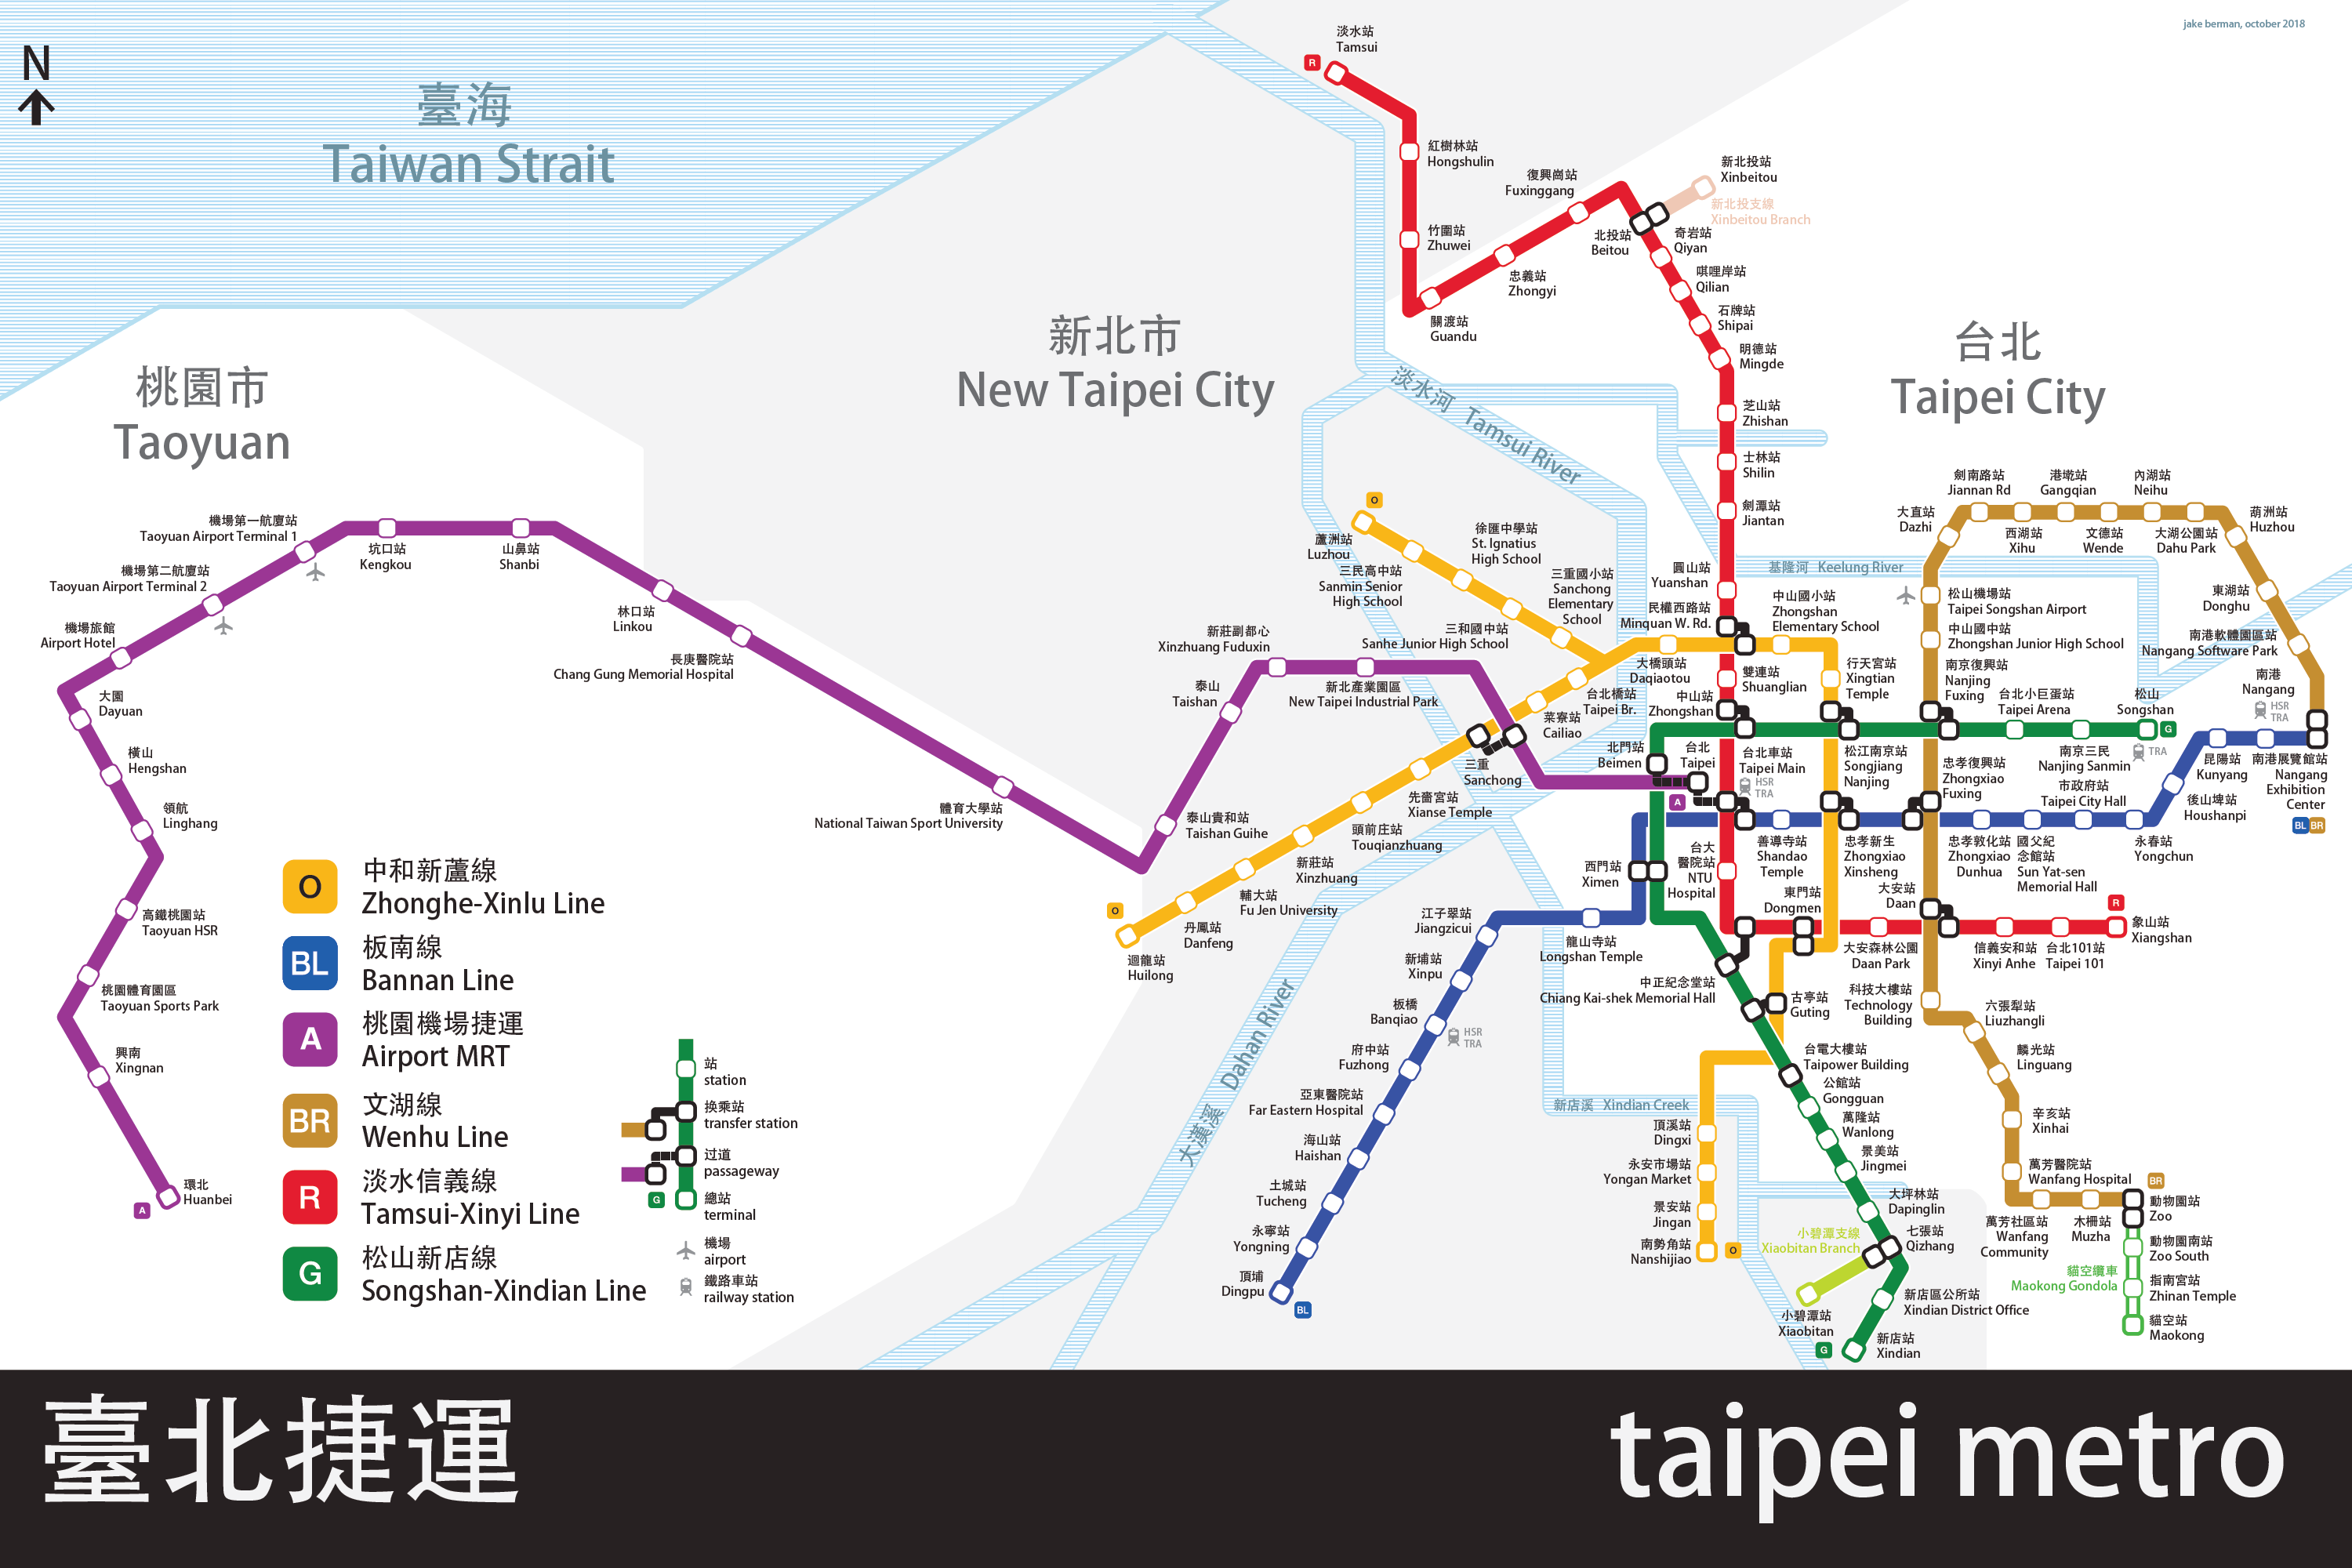 jake berman, october 2018
N
臺海
Taiwan Strait
桃園市
Taoyuan
新北市
New Taipei City
台北
Taipei City
淡水河 Tamsui River
基隆河 Keelung River
大漢溪 Dahan River
新店溪 Xindian Creek
R
淡水站
Tamsui
紅樹林站
Hongshulin
竹圍站
Zhuwei
關渡站
Guandu
忠義站
Zhongyi
復興崗站
Fuxinggang
北投站
Beitou
新北投站
Xinbeitou
新北投支線
Xinbeitou Branch
奇岩站
Qiyan
唭哩岸站
Qilian
石牌站
Shipai
明德站
Mingde
芝山站
Zhishan
士林站
Shilin
劍潭站
Jiantan
圓山站
Yuanshan
民權西路站
Minquan W. Rd.
雙連站
Shuanglian
中山站
Zhongshan
台北車站
Taipei Main
HSR
TRA
台大
醫院站
NTU
Hospital
中正紀念堂站
Chiang Kai-shek Memorial Hall
東門站
Dongmen
大安森林公園
Daan Park
大安站
Daan
信義安和站
Xinyi Anhe
台北101站
Taipei 101
R
象山站
Xiangshan
O
蘆洲站
Luzhou
三民高中站
Sanmin Senior
High School
徐匯中學站
St. Ignatius
High School
三和國中站
Sanhe Junior High School
三重國小站
Sanchong
Elementary
School
大橋頭站
Daqiaotou
台北橋站
Taipei Br.
菜寮站
Cailiao
三重
Sanchong
先嗇宮站
Xianse Temple
頭前庄站
Touqianzhuang
新莊站
Xinzhuang
輔大站
Fu Jen University
丹鳳站
Danfeng
O
迴龍站
Huilong
中山國小站
Zhongshan
Elementary School
行天宮站
Xingtian
Temple
松江南京站
Songjiang
Nanjing
忠孝新生
Zhongxiao
Xinsheng
古亭站
Guting
頂溪站
Dingxi
永安市場站
Yongan Market
景安站
Jingan
南勢角站
Nanshijiao
O
機場第一航廈站
Taoyuan Airport Terminal 1
機場第二航廈站
Taoyuan Airport Terminal 2
機場旅館
Airport Hotel
大園
Dayuan
橫山
Hengshan
領航
Linghang
高鐵桃園站
Taoyuan HSR
桃園體育園區
Taoyuan Sports Park
興南
Xingnan
環北
Huanbei
A
坑口站
Kengkou
山鼻站
Shanbi
林口站
Linkou
長庚醫院站
Chang Gung Memorial Hospital
體育大學站
National Taiwan Sport University
泰山貴和站
Taishan Guihe
泰山
Taishan
新莊副都心
Xinzhuang Fuduxin
新北產業園區
New Taipei Industrial Park
台北
Taipei
A
北門站
Beimen
西門站
Ximen
龍山寺站
Longshan Temple
江子翠站
Jiangzicui
新埔站
Xinpu
板橋
Banqiao
HSR
TRA
府中站
Fuzhong
亞東醫院站
Far Eastern Hospital
海山站
Haishan
土城站
Tucheng
永寧站
Yongning
頂埔
Dingpu
BL
善導寺站
Shandao
Temple
忠孝復興站
Zhongxiao
Fuxing
忠孝敦化站
Zhongxiao
Dunhua
國父紀
念館站
Sun Yat-sen
Memorial Hall
市政府站
Taipei City Hall
永春站
Yongchun
後山埤站
Houshanpi
昆陽站
Kunyang
南港
Nangang
HSR
TRA
南港展覽館站
Nangang
Exhibition
Center
BL BR
南港軟體園區站
Nangang Software Park
東湖站
Donghu
葫洲站
Huzhou
大湖公園站
Dahu Park
內湖站
Neihu
文德站
Wende
港墘站
Gangqian
西湖站
Xihu
劍南路站
Jiannan Rd
大直站
Dazhi
松山機場站
Taipei Songshan Airport
中山國中站
Zhongshan Junior High School
南京復興站
Nanjing
Fuxing
台北小巨蛋站
Taipei Arena
南京三民
Nanjing Sanmin
松山
Songshan
G
TRA
科技大樓站
Technology
Building
六張犁站
Liuzhangli
麟光站
Linguang
辛亥站
Xinhai
萬芳醫院站
Wanfang Hospital
萬芳社區站
Wanfang
Community
木柵站
Muzha
BR
動物園站
Zoo
動物園南站
Zoo South
指南宮站
Zhinan Temple
貓空站
Maokong
貓空纜車
Maokong Gondola
台電大樓站
Taipower Building
公館站
Gongguan
萬隆站
Wanlong
景美站
Jingmei
大坪林站
Dapinglin
七張站
Qizhang
小碧潭支線
Xiaobitan Branch
小碧潭站
Xiaobitan
新店區公所站
Xindian District Office
G
新店站
Xindian
O
中和新蘆線
Zhonghe-Xinlu Line
BL
板南線
Bannan Line
A
桃園機場捷運
Airport MRT
BR
文湖線
Wenhu Line
R
淡水信義線
Tamsui-Xinyi Line
G
松山新店線
Songshan-Xindian Line
站
station
换乘站
transfer station
过道
passageway
G
總站
terminal
機場
airport
鐵路車站
railway station
臺北捷運
taipei metro